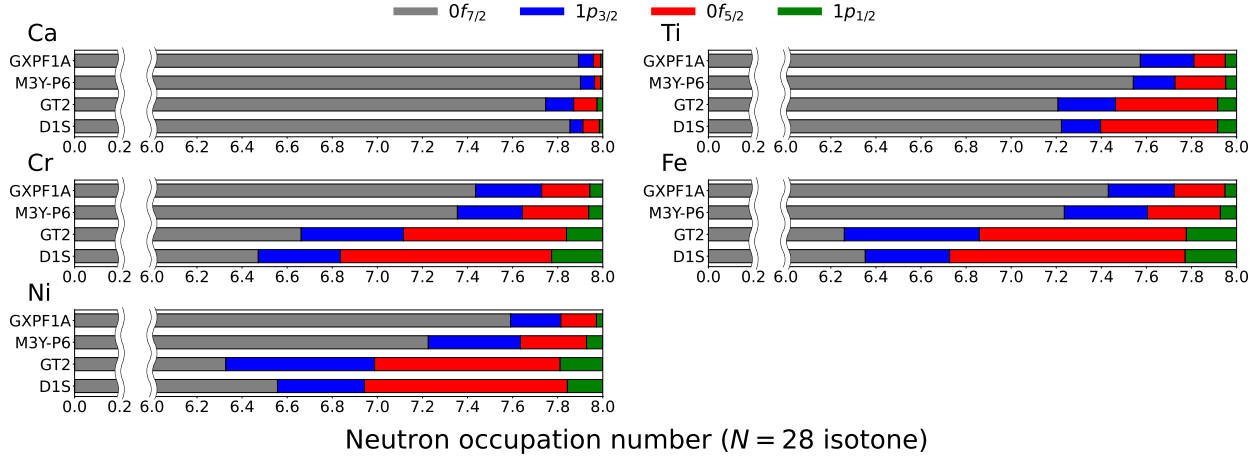 0f7/2 1p3/2 0f5/2 1p1/2
Ca
GXPF1A
M3Y-P6
GT2
D1S
0.0 0.2 6.0 6.2 6.4 6.6 6.8 7.0 7.2 7.4 7.6 7.8 8.0
Ti
GXPF1A
M3Y-P6
GT2
D1S
0.0 0.2 6.0 6.2 6.4 6.6 6.8 7.0 7.2 7.4 7.6 7.8 8.0
Cr
GXPF1A
M3Y-P6
GT2
D1S
0.0 0.2 6.0 6.2 6.4 6.6 6.8 7.0 7.2 7.4 7.6 7.8 8.0
Fe
GXPF1A
M3Y-P6
GT2
D1S
0.0 0.2 6.0 6.2 6.4 6.6 6.8 7.0 7.2 7.4 7.6 7.8 8.0
Ni
GXPF1A
M3Y-P6
GT2
D1S
0.0 0.2 6.0 6.2 6.4 6.6 6.8 7.0 7.2 7.4 7.6 7.8 8.0
Neutron occupation number (N = 28 isotone)